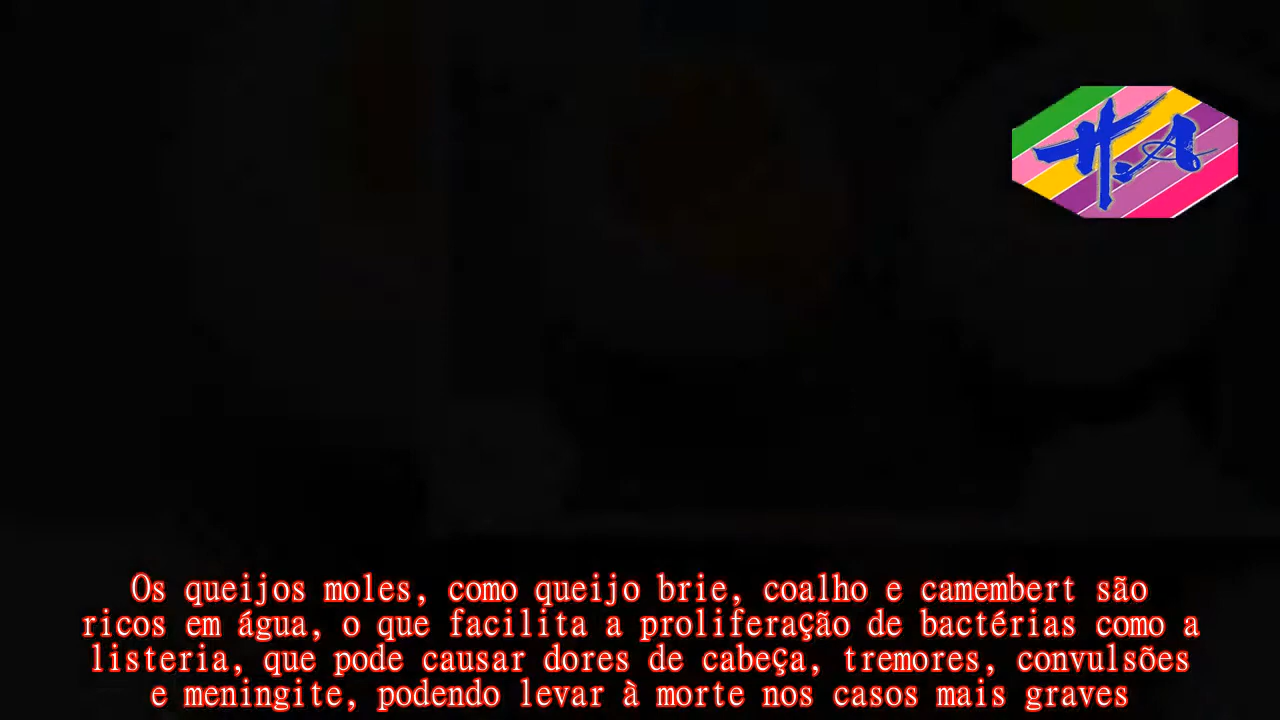 HA
Os queijos moles, como queijo brie, coalho e camembert são
ricos em água, o que facilita a proliferação de bactérias como a
listeria, que pode causar dores de cabeça, tremores, convulsões
e meningite, podendo levar à morte nos casos mais graves